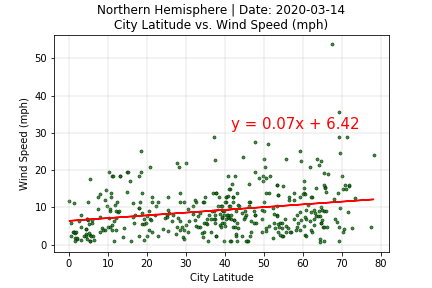 Northern Hemisphere | Date: 2020-03-14
City Latitude vs. Wind Speed (mph)
50
40
30
20
10
0
Wind Speed (mph)
y = 0.07x + 6.42
0 10 20 30 40 50 60 70 80
City Latitude